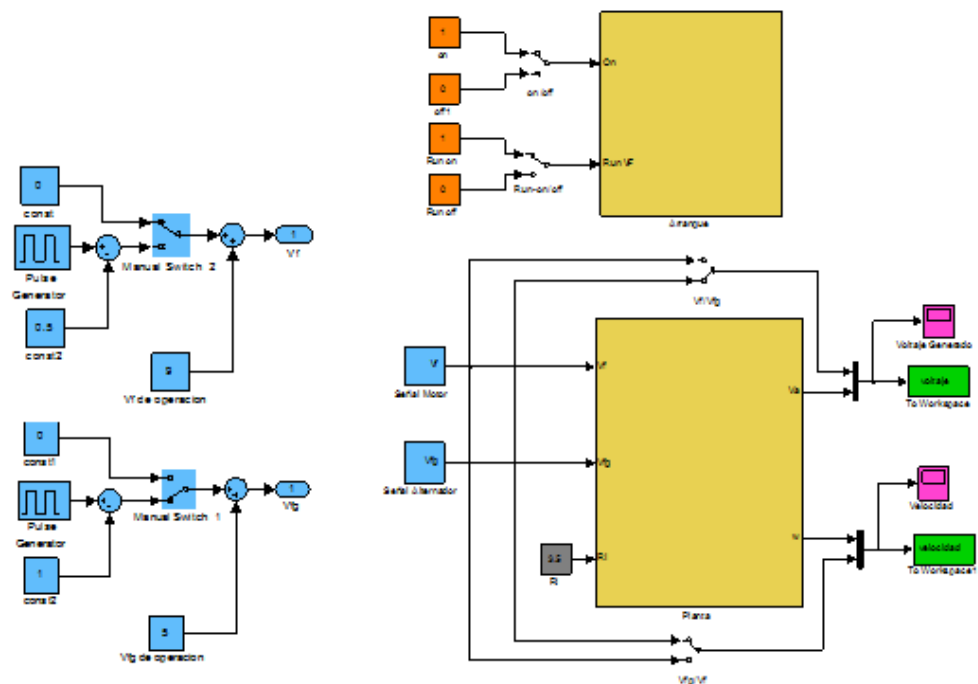 1
on
0
off1
1
Run on
0
Run off
on/off
Run-on/off
On
Run VF
Arranque
0
const
Pulse
Generator
0.5
const2
Manual Switch 2
1
Vf
9
Vf de operacion
0
const1
Pulse
Generator
1
const2
Manual Switch 1
1
Vfg
5
Vfg de operacion
Vf/Vfg
Vf
Señal Motor
Vfg
Señal Alternador
Rl
Vf
Vfg
Rl
Va
w
Planta
Vfg/Vf
Voltaje Generado
voltaje
To Workspace
Velocidad
velocidad
To Workspace1